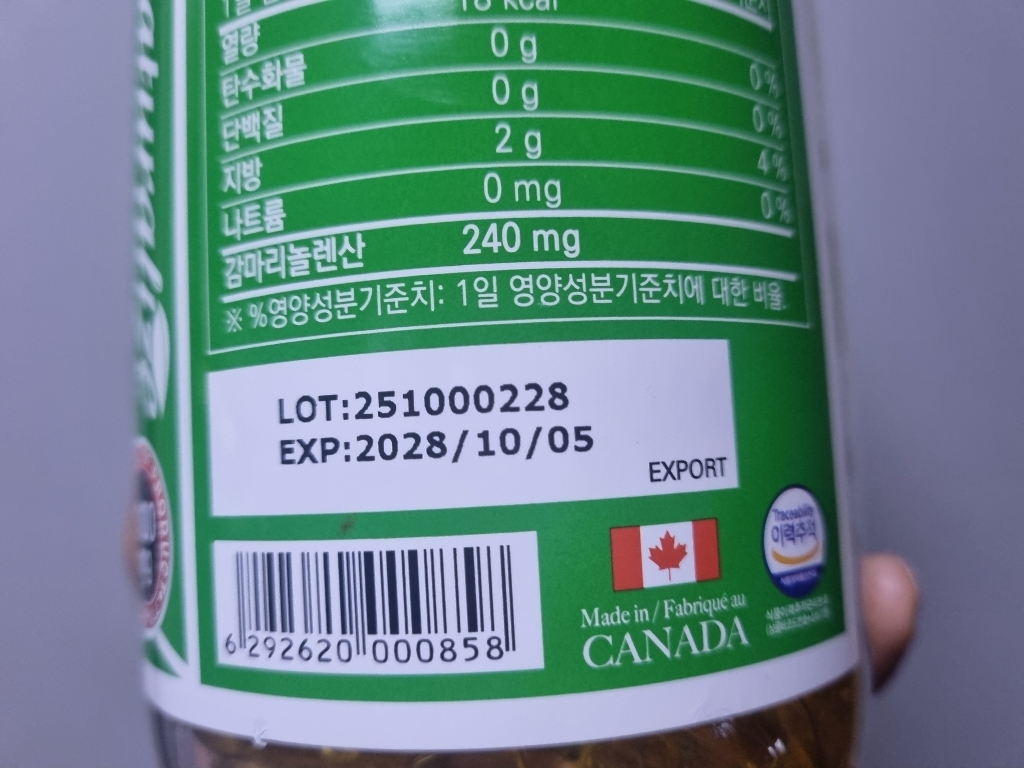 열량 18 kcal
탄수화물 0 g 0 %
단백질 0 g 0 %
지방 2 g 4 %
나트륨 0 mg 0 %
감마리놀렌산 240 mg
※ %영양성분기준치: 1일 영양성분기준치에 대한 비율.
LOT:251000228
EXP:2028/10/05
EXPORT
6 292620 000858
Made in / Fabriqué au
CANADA
Traceability
이력추적